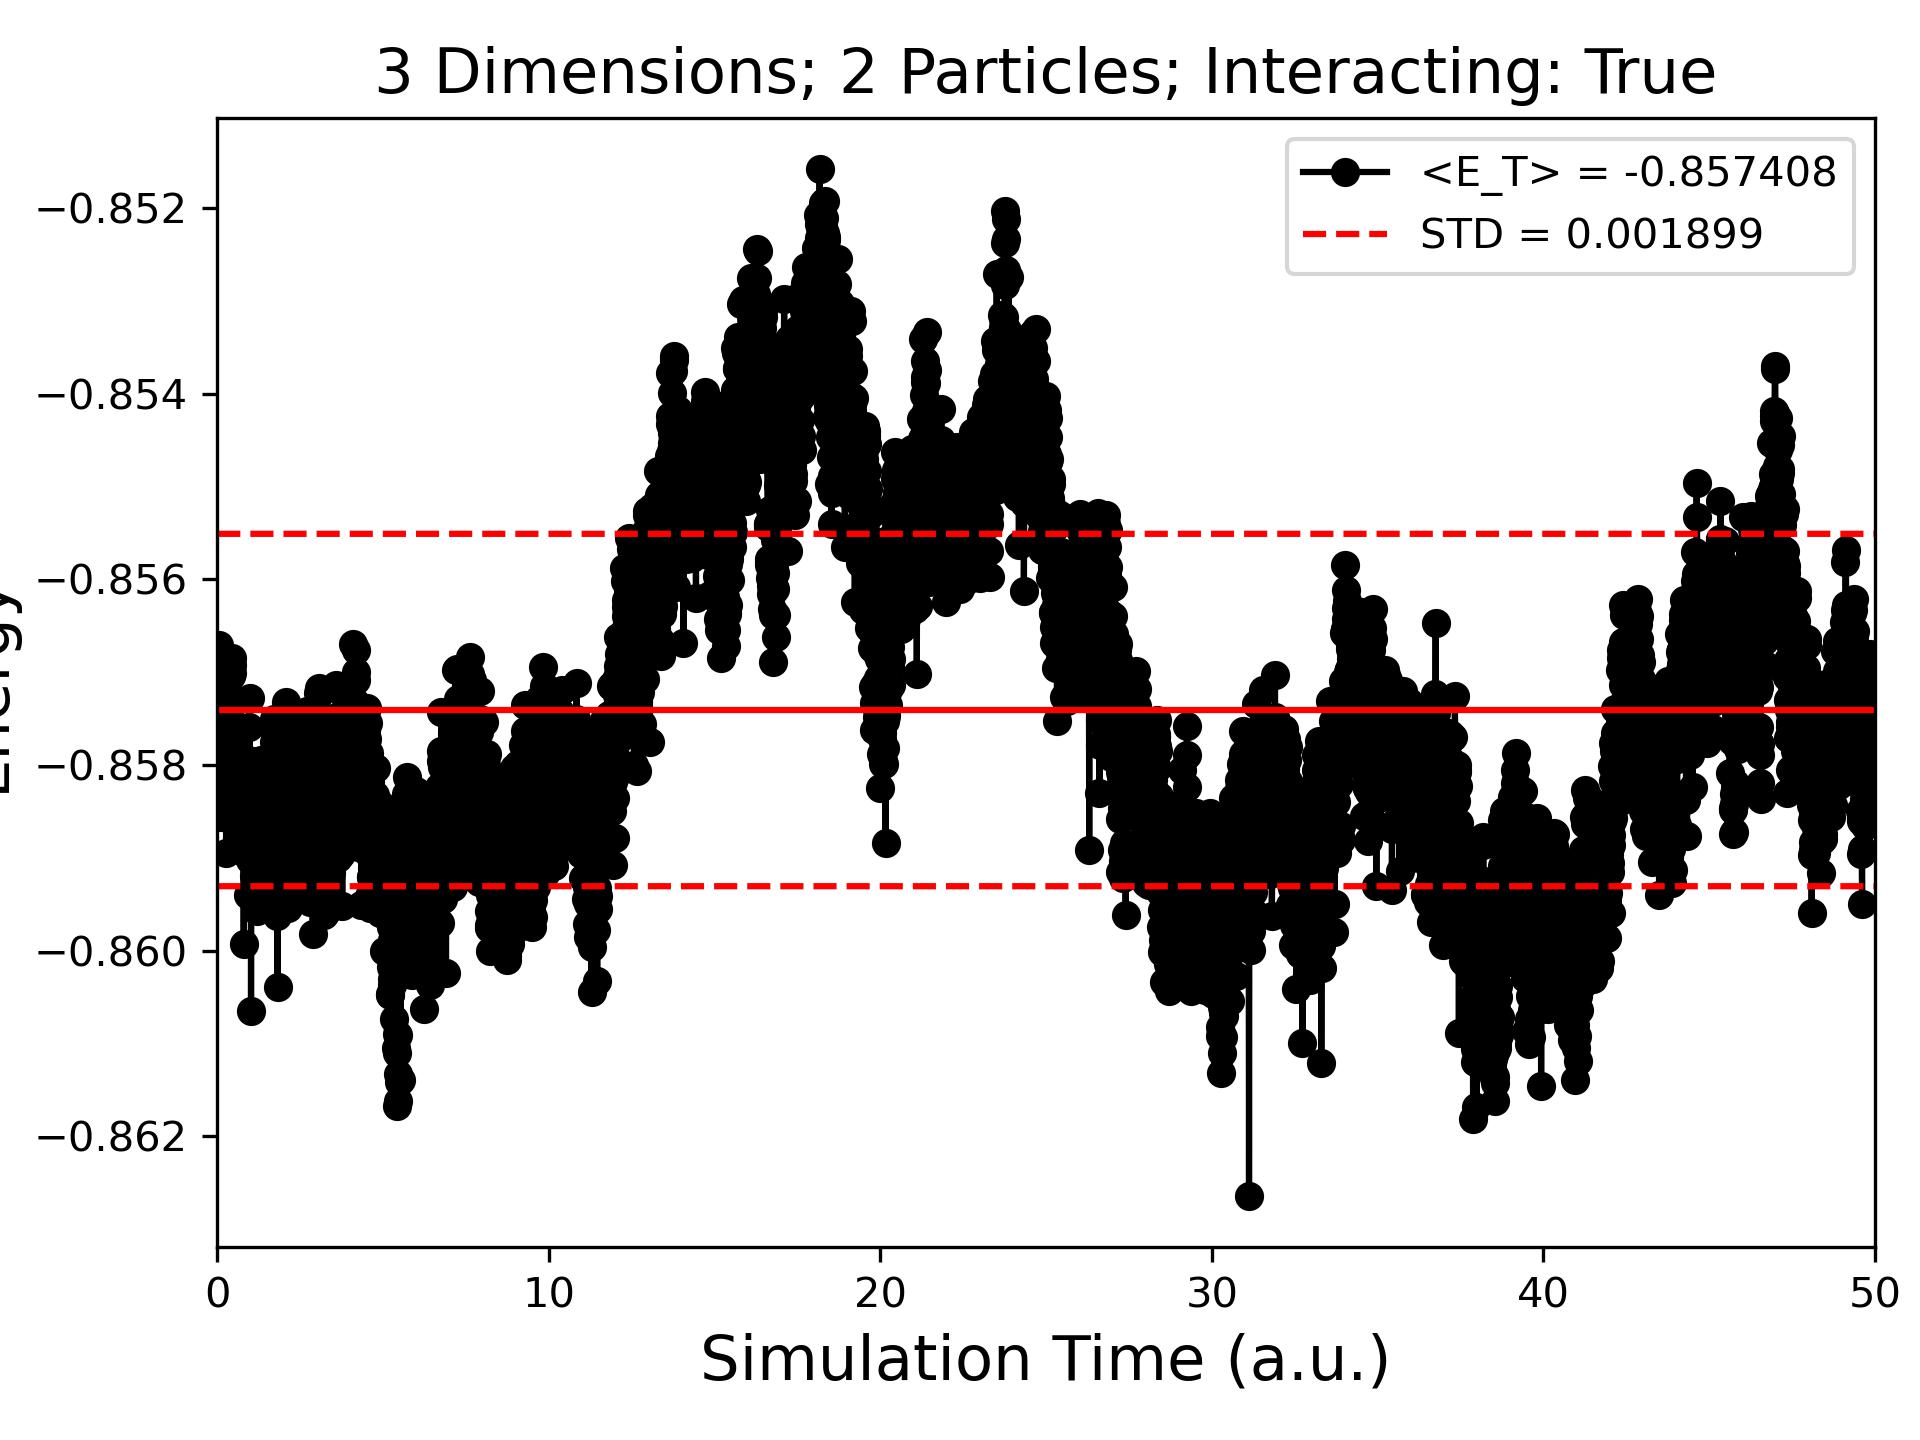 3 Dimensions; 2 Particles; Interacting: True
<E_T> = -0.857408
STD = 0.001899
−0.852
−0.854
−0.856
−0.858
−0.860
−0.862
Energy
0 10 20 30 40 50
Simulation Time (a.u.)